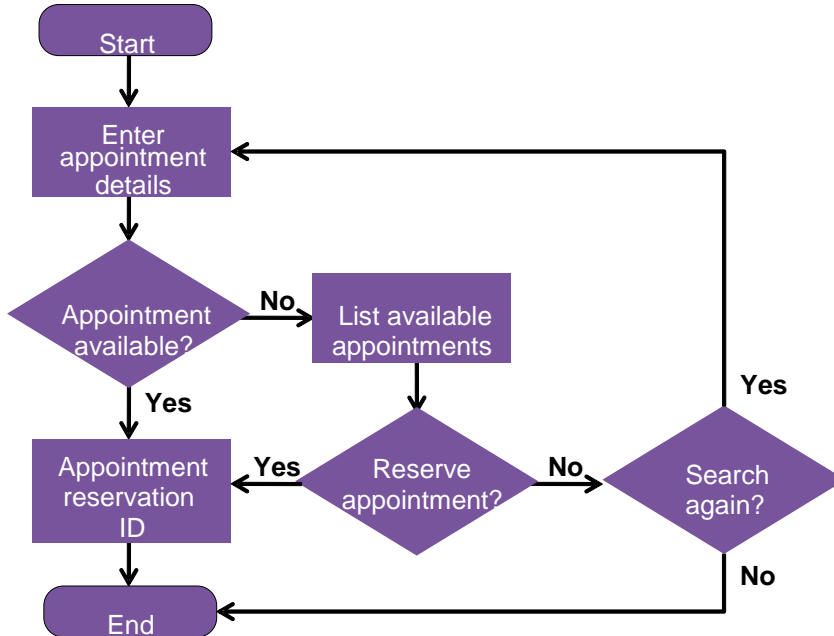 Start
Enter
appointment
details
Appointment
available?
No
List available
appointments
Yes
Yes
Appointment
reservation
ID
Yes
Reserve
appointment?
No
Search
again?
No
End